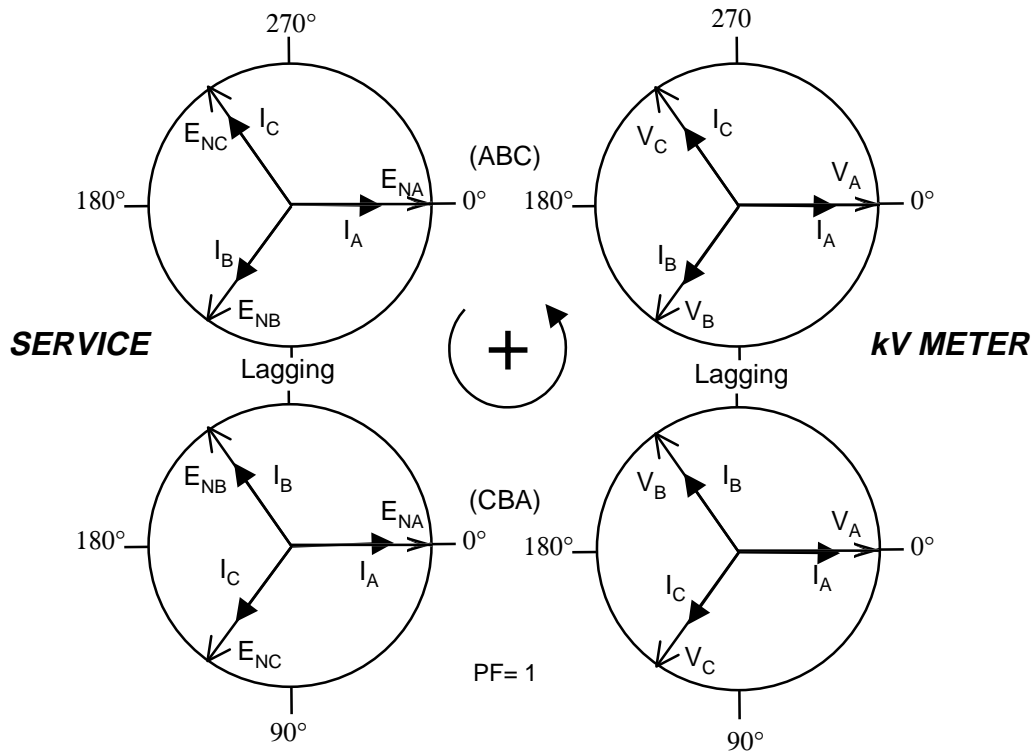 270°
270
I_C
E_NC
(ABC)
E_NA
180°
0°
I_A
I_B
E_NB
I_C
V_C
V_A
180°
0°
I_A
I_B
V_B
SERVICE
+
kV METER
Lagging
Lagging
E_NB
I_B
(CBA)
E_NA
180°
0°
I_C
I_A
E_NC
V_B
I_B
V_A
180°
0°
I_C
I_A
V_C
PF= 1
90°
90°